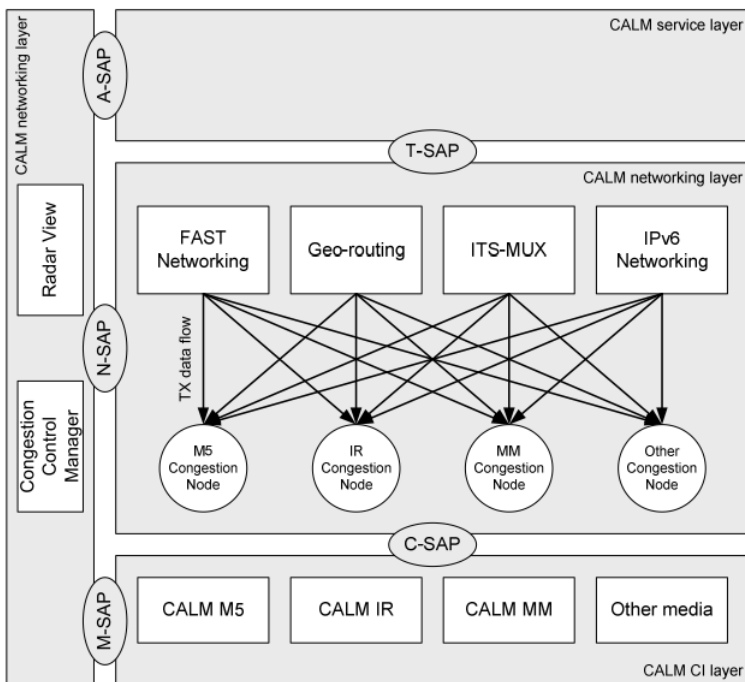 CALM networking layer
A-SAP
Radar View
N-SAP
Congestion Control
Manager
M-SAP
CALM service layer
T-SAP
CALM networking layer
FAST
Networking
Geo-routing
ITS-MUX
IPv6
Networking
TX data flow
M5
Congestion
Node
IR
Congestion
Node
MM
Congestion
Node
Other
Congestion
Node
C-SAP
CALM M5
CALM IR
CALM MM
Other media
CALM CI layer